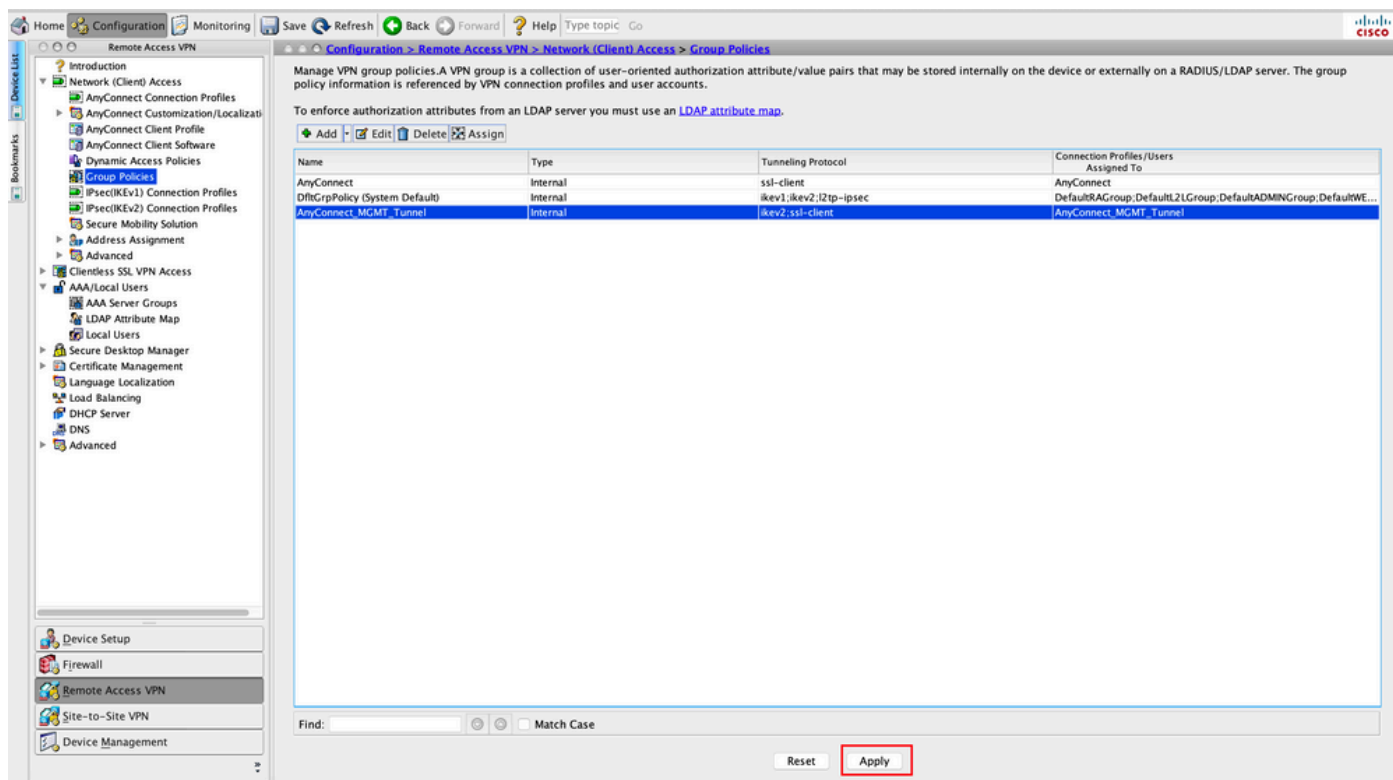 Home Configuration Monitoring Save Refresh Back Forward Help Type topic Go
CISCO
Device List
Bookmarks
Remote Access VPN
Introduction
Network (Client) Access
AnyConnect Connection Profiles
AnyConnect Customization/Localizati
AnyConnect Client Profile
AnyConnect Client Software
Dynamic Access Policies
Group Policies
IPsec(IKEv1) Connection Profiles
IPsec(IKEv2) Connection Profiles
Secure Mobility Solution
Address Assignment
Advanced
Clientless SSL VPN Access
AAA/Local Users
AAA Server Groups
LDAP Attribute Map
Local Users
Secure Desktop Manager
Certificate Management
Language Localization
Load Balancing
DHCP Server
DNS
Advanced
Device Setup
Firewall
Remote Access VPN
Site-to-Site VPN
Device Management
Configuration > Remote Access VPN > Network (Client) Access > Group Policies
Manage VPN group policies.A VPN group is a collection of user-oriented authorization attribute/value pairs that may be stored internally on the device or externally on a RADIUS/LDAP server. The group
policy information is referenced by VPN connection profiles and user accounts.
To enforce authorization attributes from an LDAP server you must use an LDAP attribute map.
Add Edit Delete Assign
Name Type Tunneling Protocol Connection Profiles/Users
Assigned To
AnyConnect Internal ssl-client AnyConnect
DfltGrpPolicy (System Default) Internal ikev1;ikev2;l2tp-ipsec DefaultRAGroup;DefaultL2LGroup;DefaultADMINGroup;DefaultWE...
AnyConnect_MGMT_Tunnel Internal ikev2;ssl-client AnyConnect_MGMT_Tunnel
Find: Match Case
Reset Apply